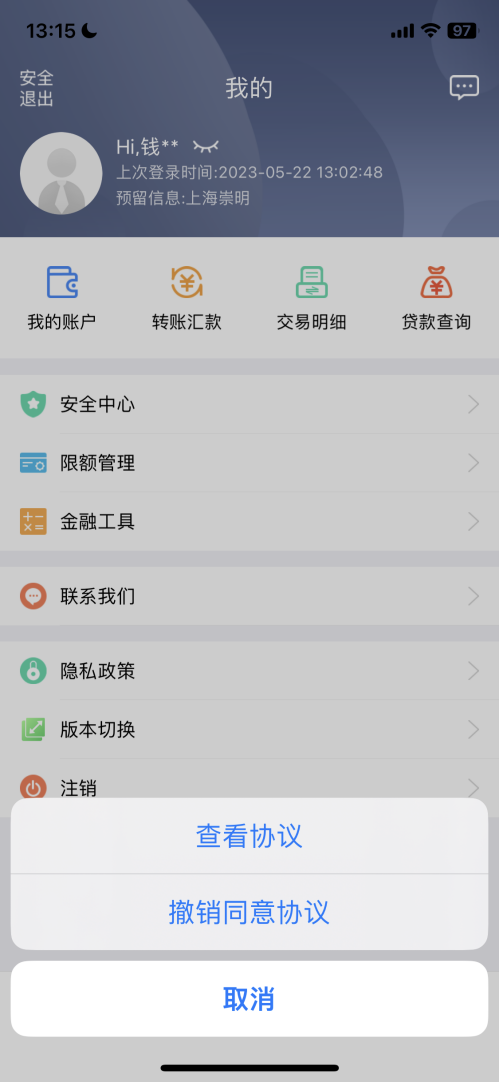 13:15
97
安全
退出
我的
Hi,钱**
上次登录时间:2023-05-22 13:02:48
预留信息:上海崇明
我的账户
转账汇款
交易明细
贷款查询
安全中心
限额管理
金融工具
联系我们
隐私政策
版本切换
注销
查看协议
撤销同意协议
取消